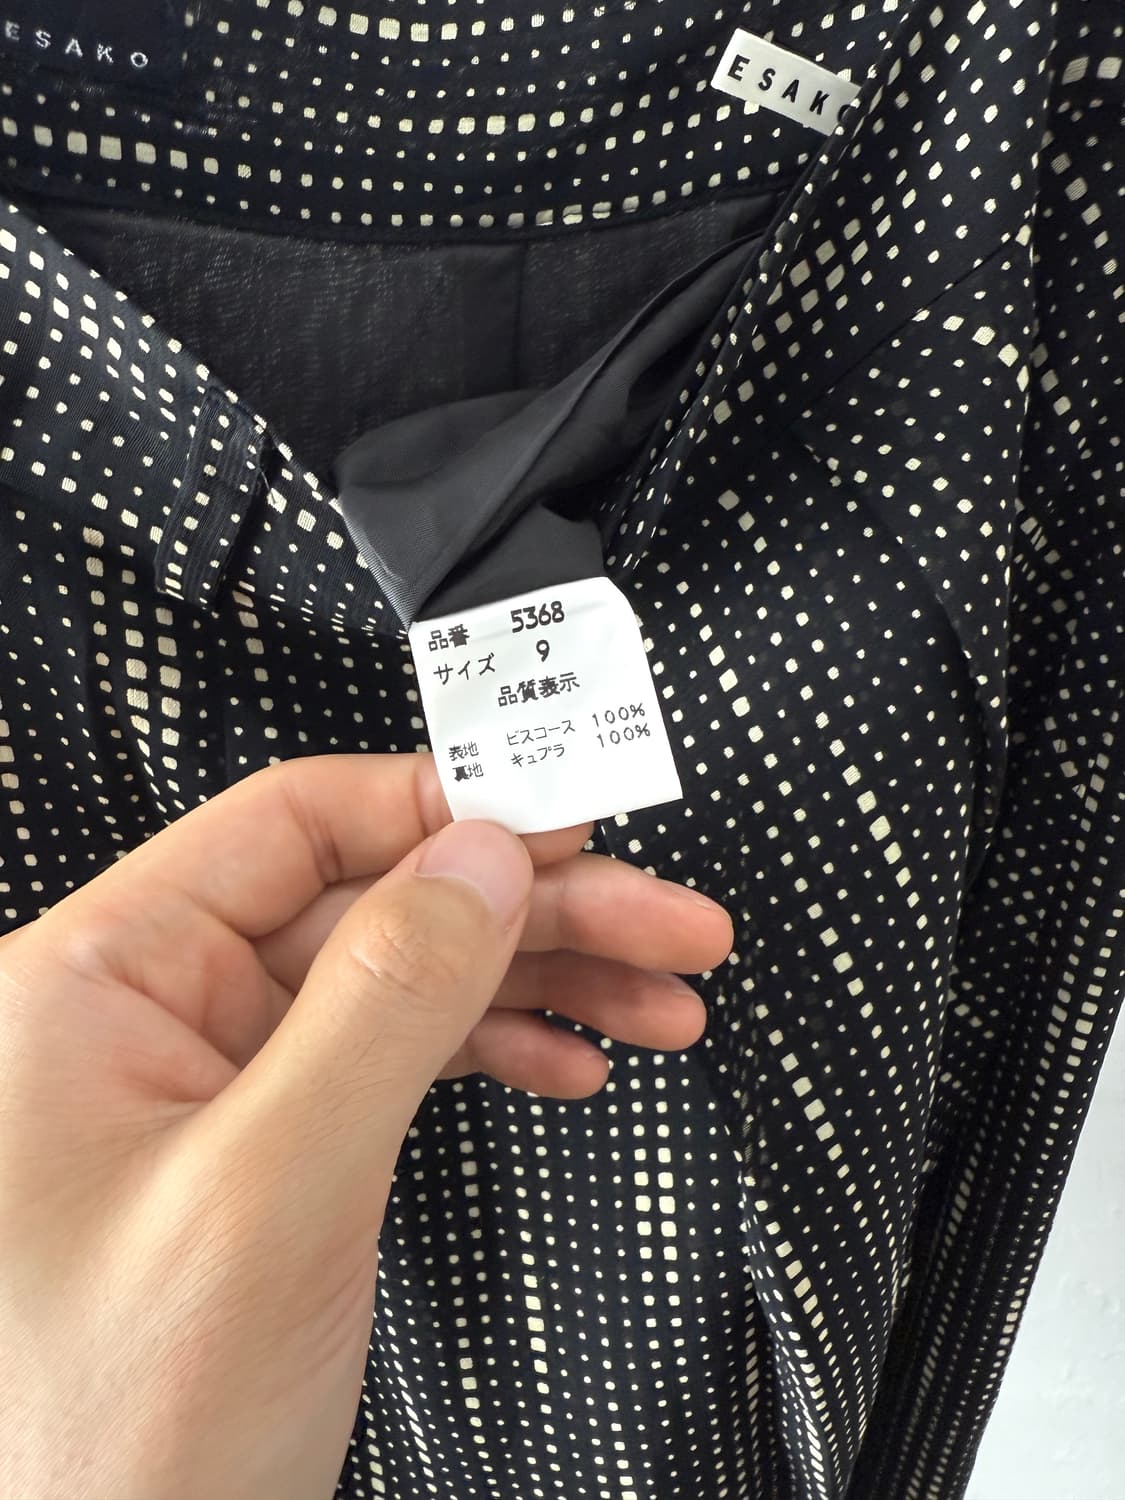 ESAKO
ESAK
品番 5368
サイズ 9
品質表示
表地 ビスコース 100%
裏地 キュプラ 100%